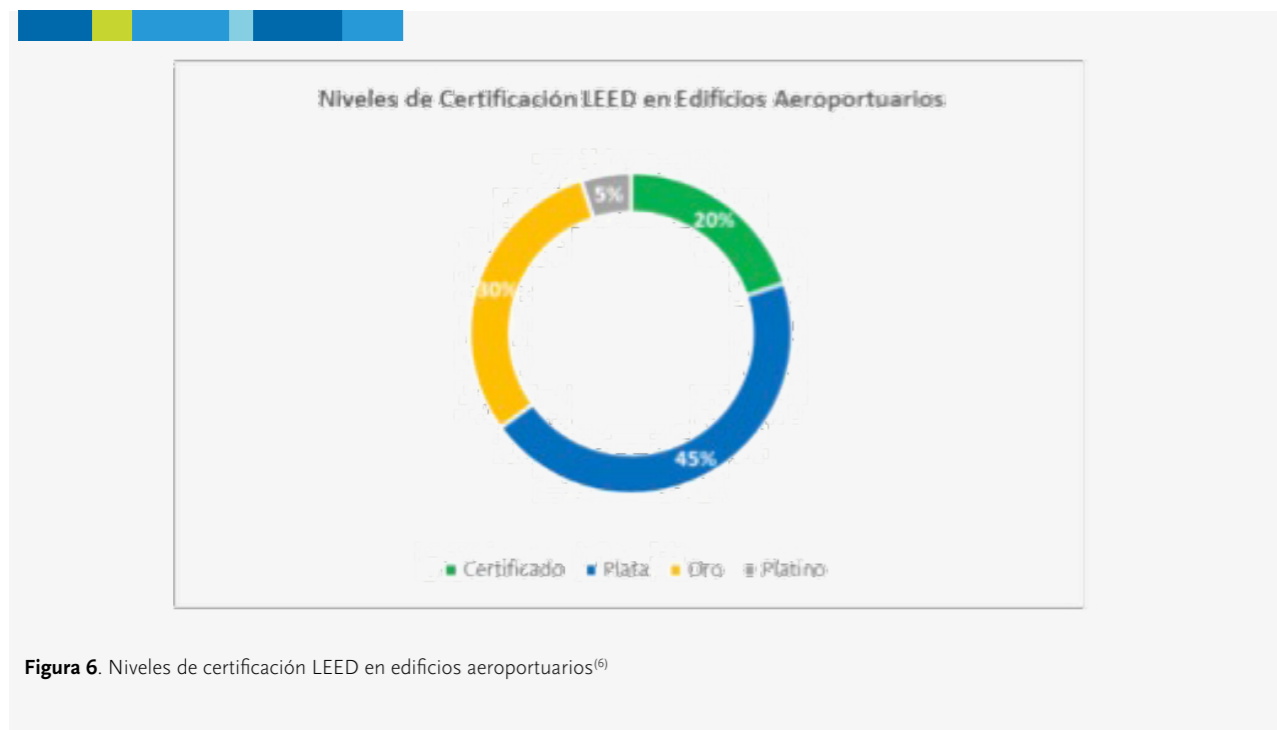 Niveles de Certificación LEED en Edificios Aeroportuarios
5%
20%
30%
45%
Certificado Plata Oro Platino
Figura 6. Niveles de certificación LEED en edificios aeroportuarios(6)